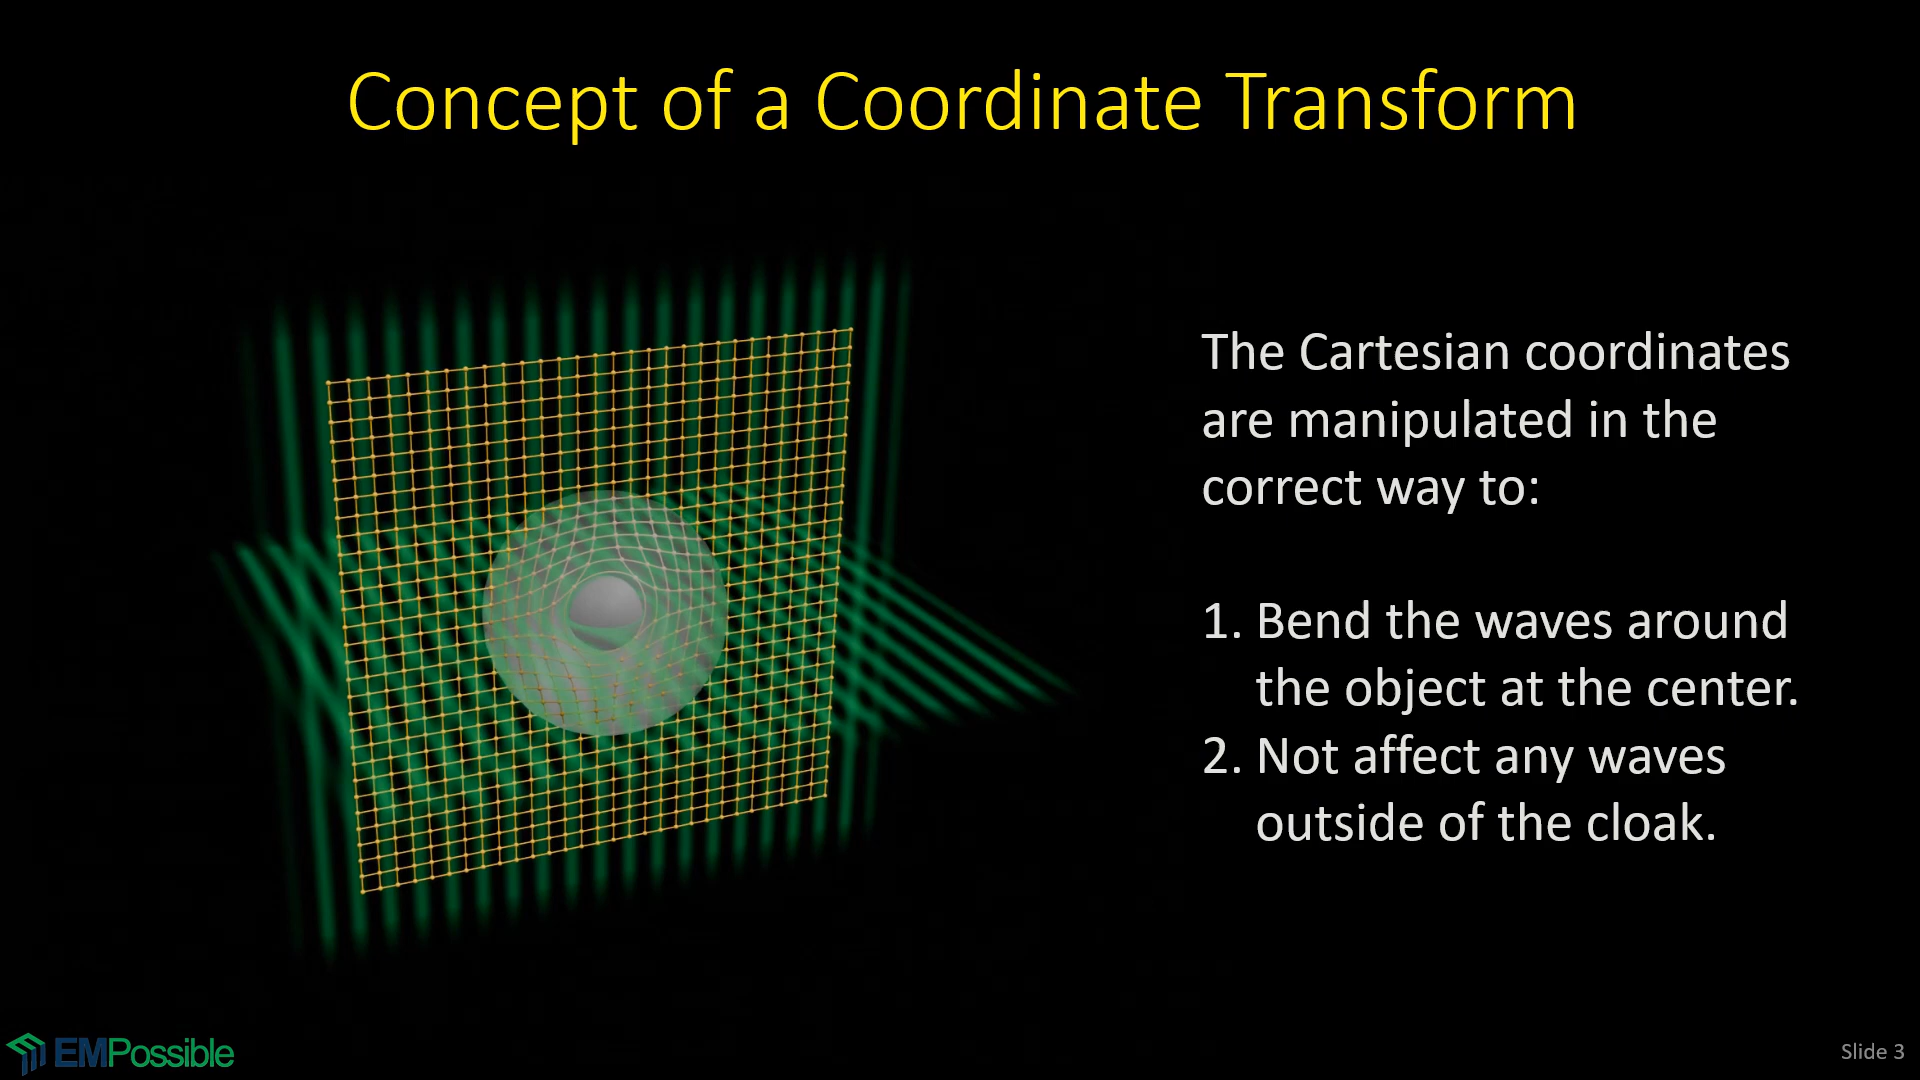 Concept of a Coordinate Transform
The Cartesian coordinates
are manipulated in the
correct way to:
1. Bend the waves around
the object at the center.
2. Not affect any waves
outside of the cloak.
EMPossible
Slide 3